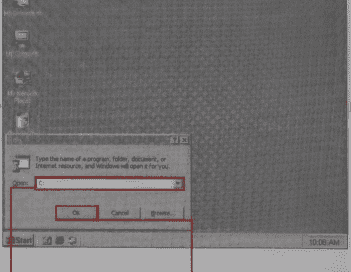 Type the name of a program, folder, document, or
Internet resource, and Windows will open it for you.
Open:
C:
Ok
Cancel
Browse...
Start
10:08 AM